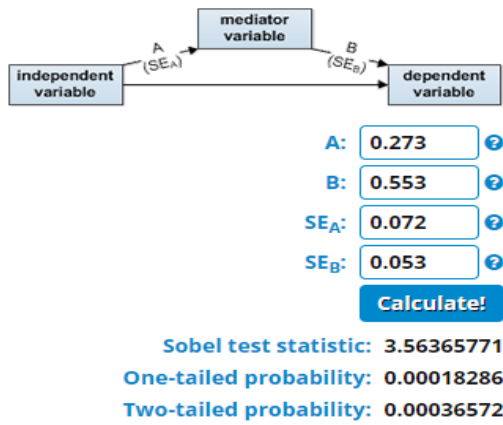 mediator
variable
A
(SEA)
B
(SEB)
independent
variable
dependent
variable
A: 0.273 ?
B: 0.553 ?
SEA: 0.072 ?
SEB: 0.053 ?
Calculate!
Sobel test statistic: 3.56365771
One-tailed probability: 0.00018286
Two-tailed probability: 0.00036572